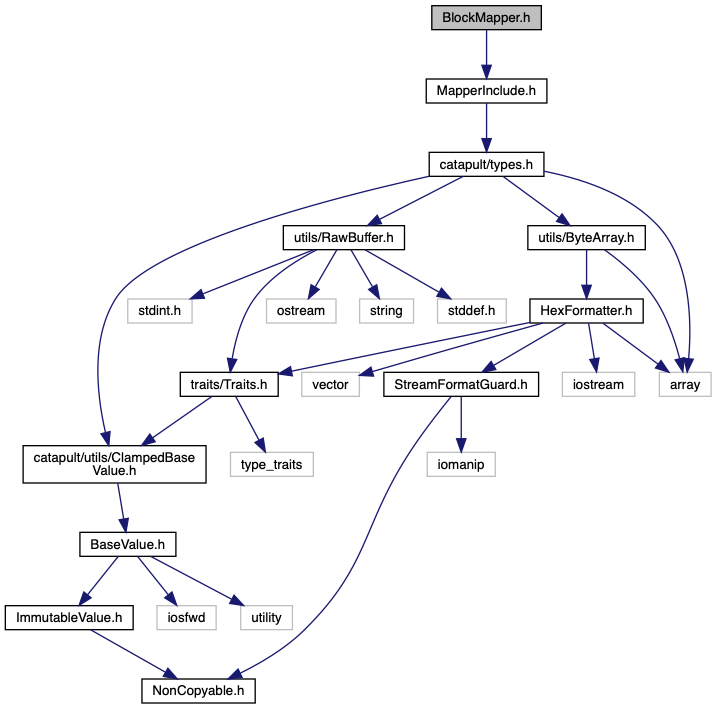 BlockMapper.h
MapperInclude.h
catapult/types.h
utils/RawBuffer.h
utils/ByteArray.h
stdint.h
ostream
string
stddef.h
HexFormatter.h
traits/Traits.h
vector
StreamFormatGuard.h
iostream
array
catapult/utils/ClampedBase
Value.h
type_traits
iomanip
BaseValue.h
ImmutableValue.h
iosfwd
utility
NonCopyable.h